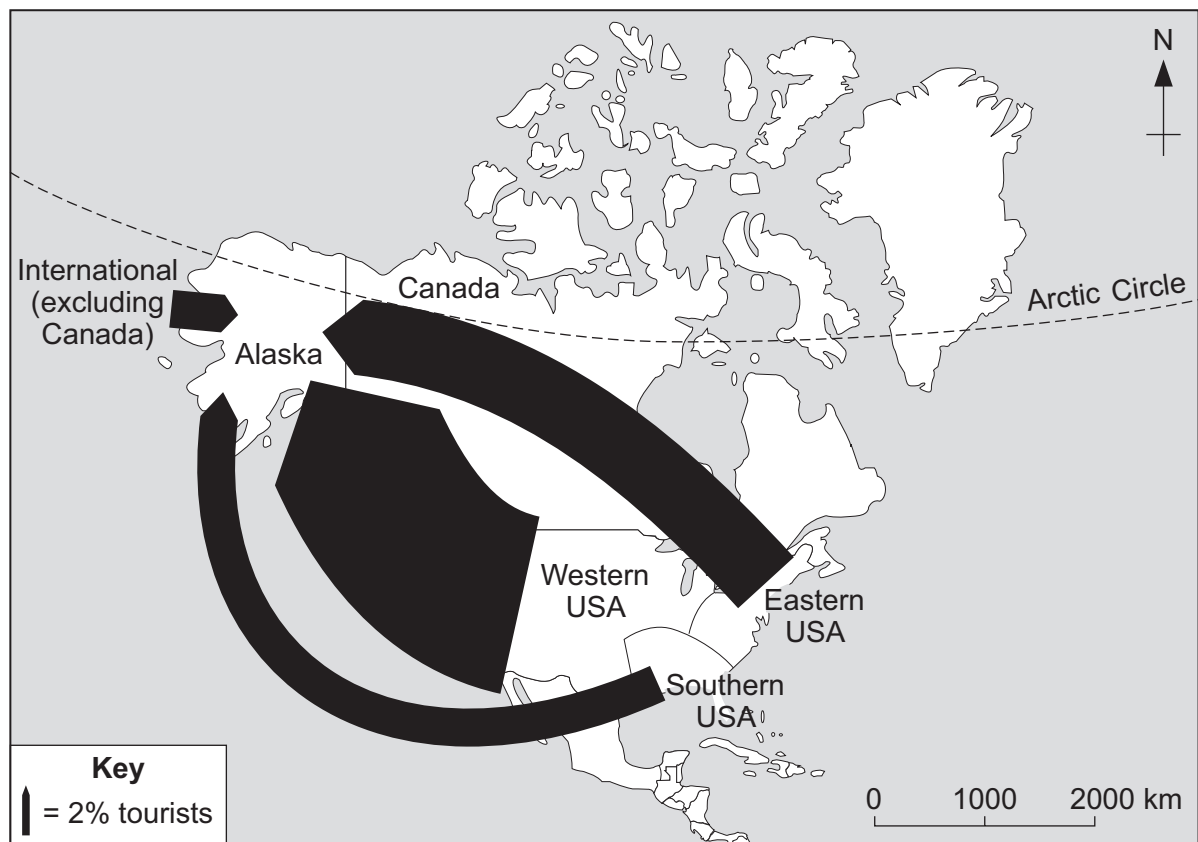 N
International
(excluding
Canada)
Canada
Arctic Circle
Alaska
Western
USA
Eastern
USA
Southern
USA
Key
= 2% tourists
0 1000 2000 km